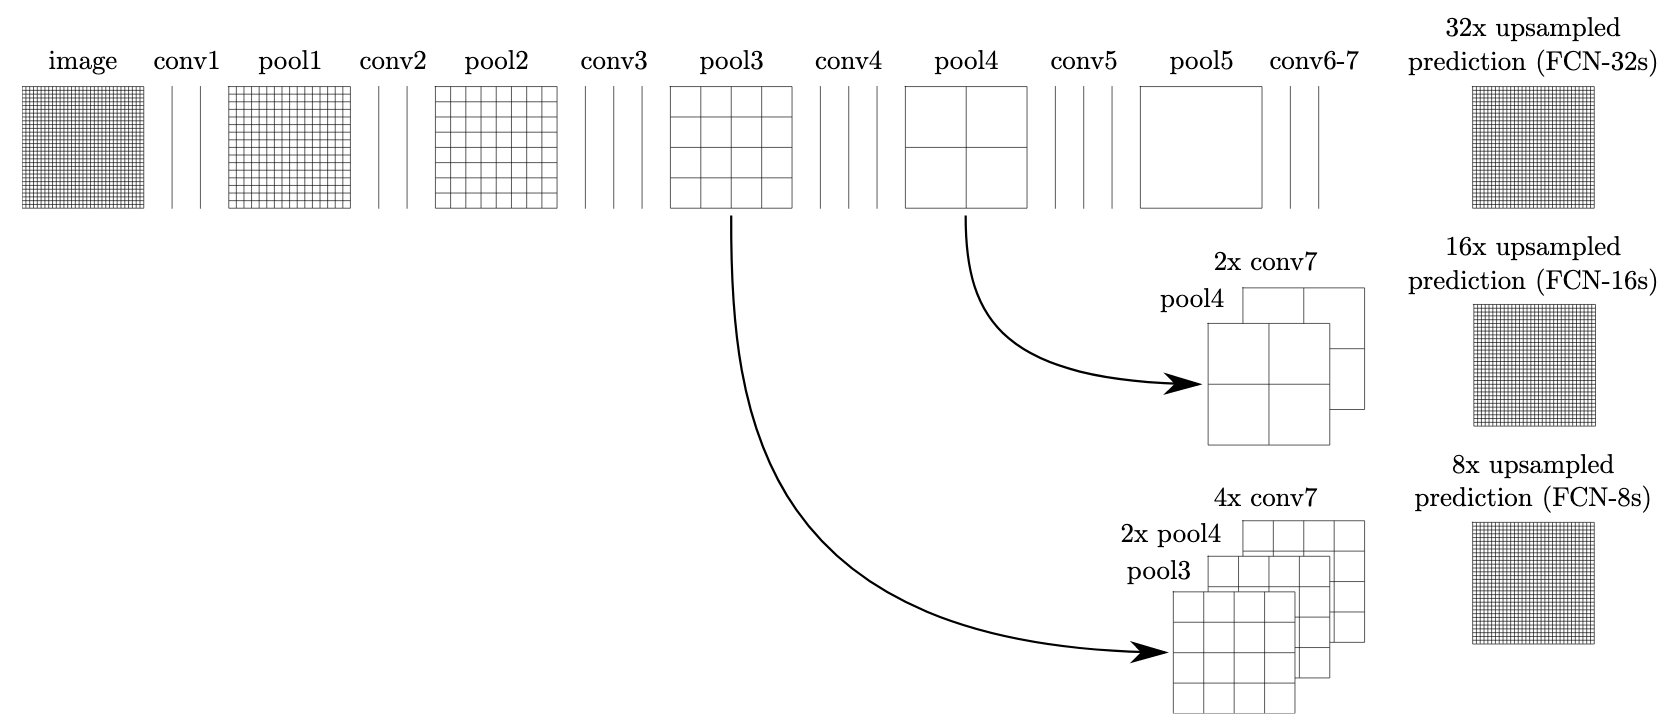 image
conv1
pool1
conv2
pool2
conv3
pool3
conv4
pool4
conv5
pool5
conv6-7
32x upsampled
prediction (FCN-32s)
2x conv7
pool4
16x upsampled
prediction (FCN-16s)
4x conv7
2x pool4
pool3
8x upsampled
prediction (FCN-8s)